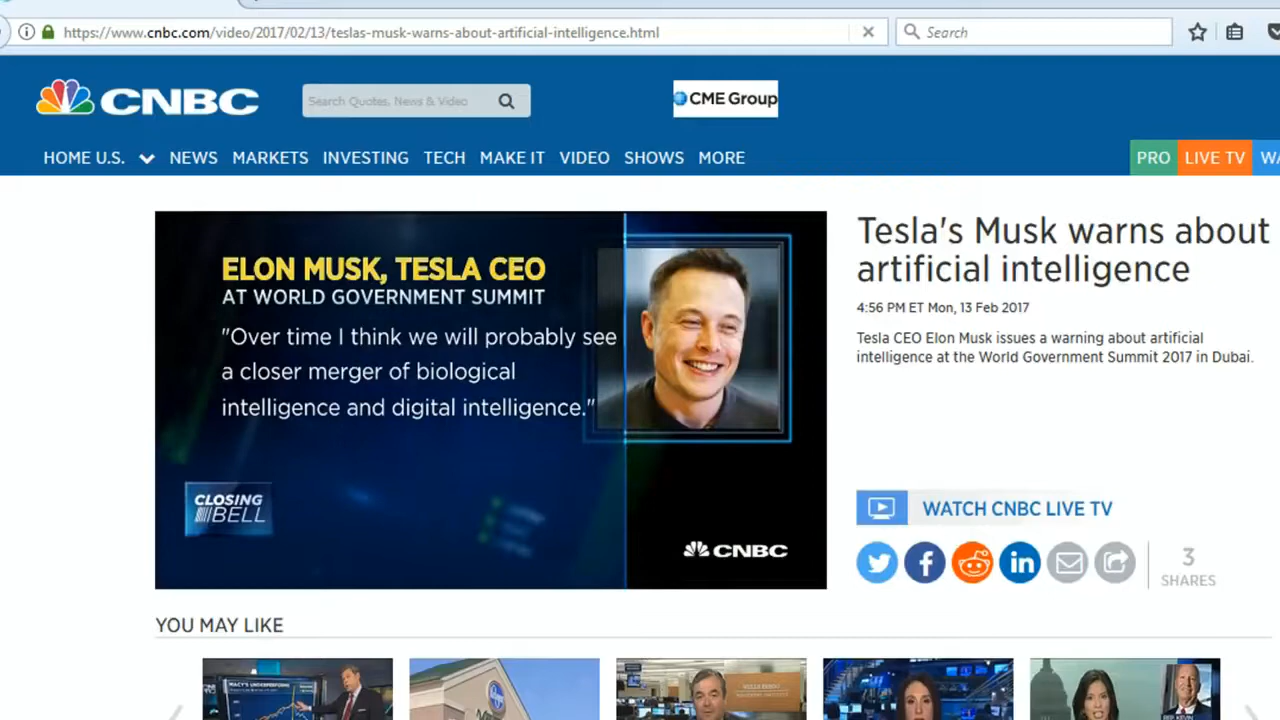 https://www.cnbc.com/video/2017/02/13/teslas-musk-warns-about-artificial-intelligence.html
Search
CNBC
Search Quotes, News & Video
CME Group
HOME U.S. NEWS MARKETS INVESTING TECH MAKE IT VIDEO SHOWS MORE
PRO LIVE TV WA
ELON MUSK, TESLA CEO
AT WORLD GOVERNMENT SUMMIT
"Over time I think we will probably see
a closer merger of biological
intelligence and digital intelligence."
CLOSING
BELL
CNBC
Tesla's Musk warns about
artificial intelligence
4:56 PM ET Mon, 13 Feb 2017
Tesla CEO Elon Musk issues a warning about artificial
intelligence at the World Government Summit 2017 in Dubai.
WATCH CNBC LIVE TV
3
SHARES
YOU MAY LIKE